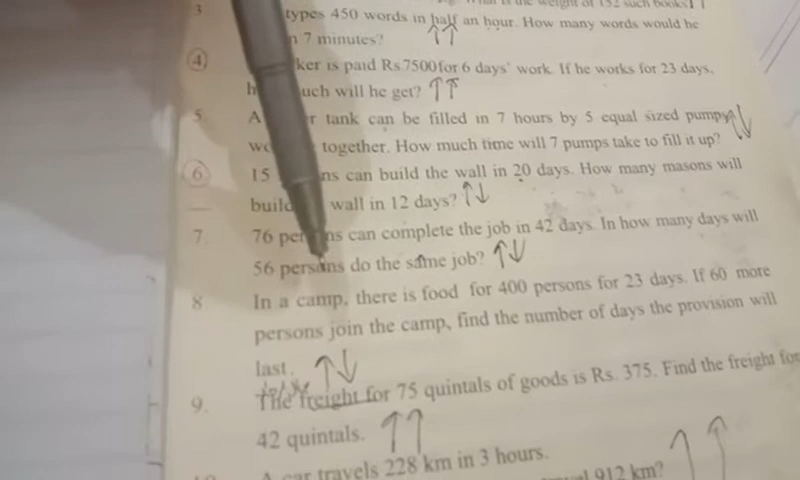 weight of 152 such books?
3 types 450 words in half an hour. How many words would he
7 minutes?
4 ker is paid Rs.7500 for 6 days' work. If he works for 23 days,
uch will he get? ↑↑
5. A tank can be filled in 7 hours by 5 equal sized pumps ↑↓
together. How much time will 7 pumps take to fill it up?
6. 15 ns can build the wall in 20 days. How many masons will
build wall in 12 days? ↑↓
7. 76 persons can complete the job in 42 days. In how many days will
56 persons do the same job? ↑↓
8 In a camp, there is food for 400 persons for 23 days. If 60 more
persons join the camp, find the number of days the provision will
last. ↑↓
9. The freight for 75 quintals of goods is Rs. 375. Find the freight for
42 quintals. ↑↑
A car travels 228 km in 3 hours.
912 km?